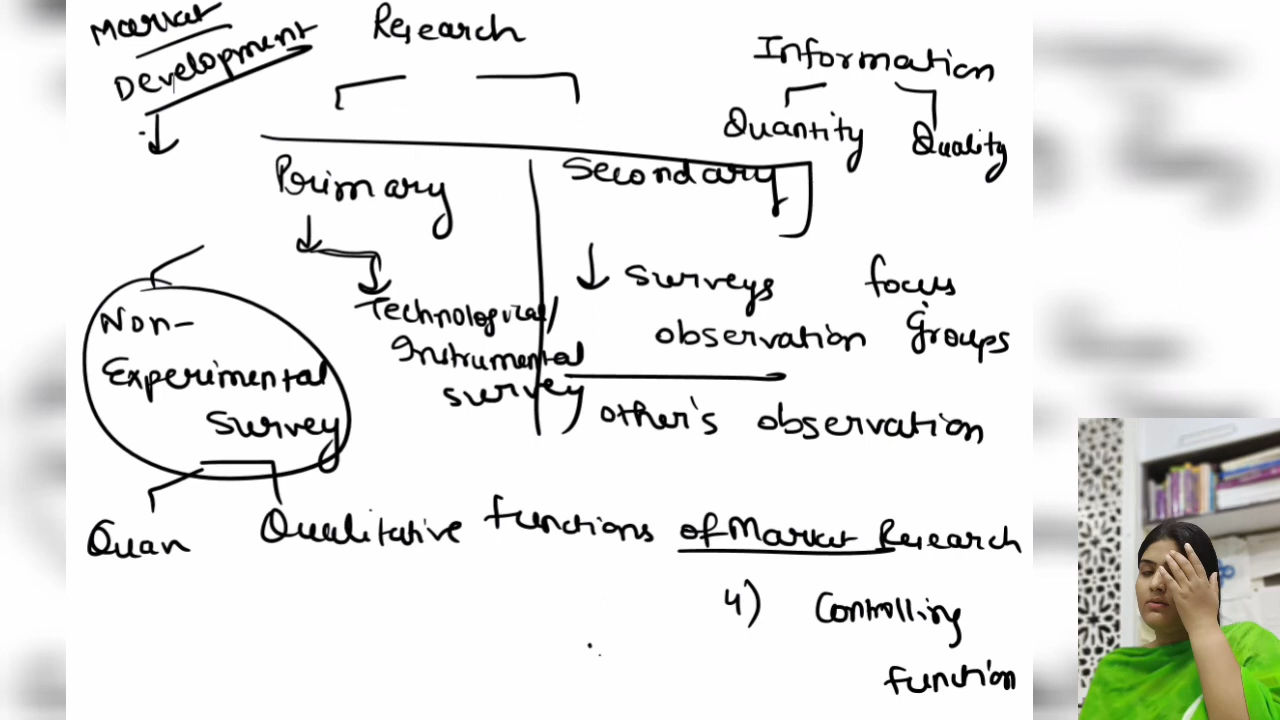 Market
Development
Research
Information
Quantity Quality
Primary
Secondary
Technological/
Instrumental
survey
surveys
observation
focus
Groups
other's observation
Non-
Experimental
Survey
Quan
Qualitative
functions of Market Research
4) Controlling
function